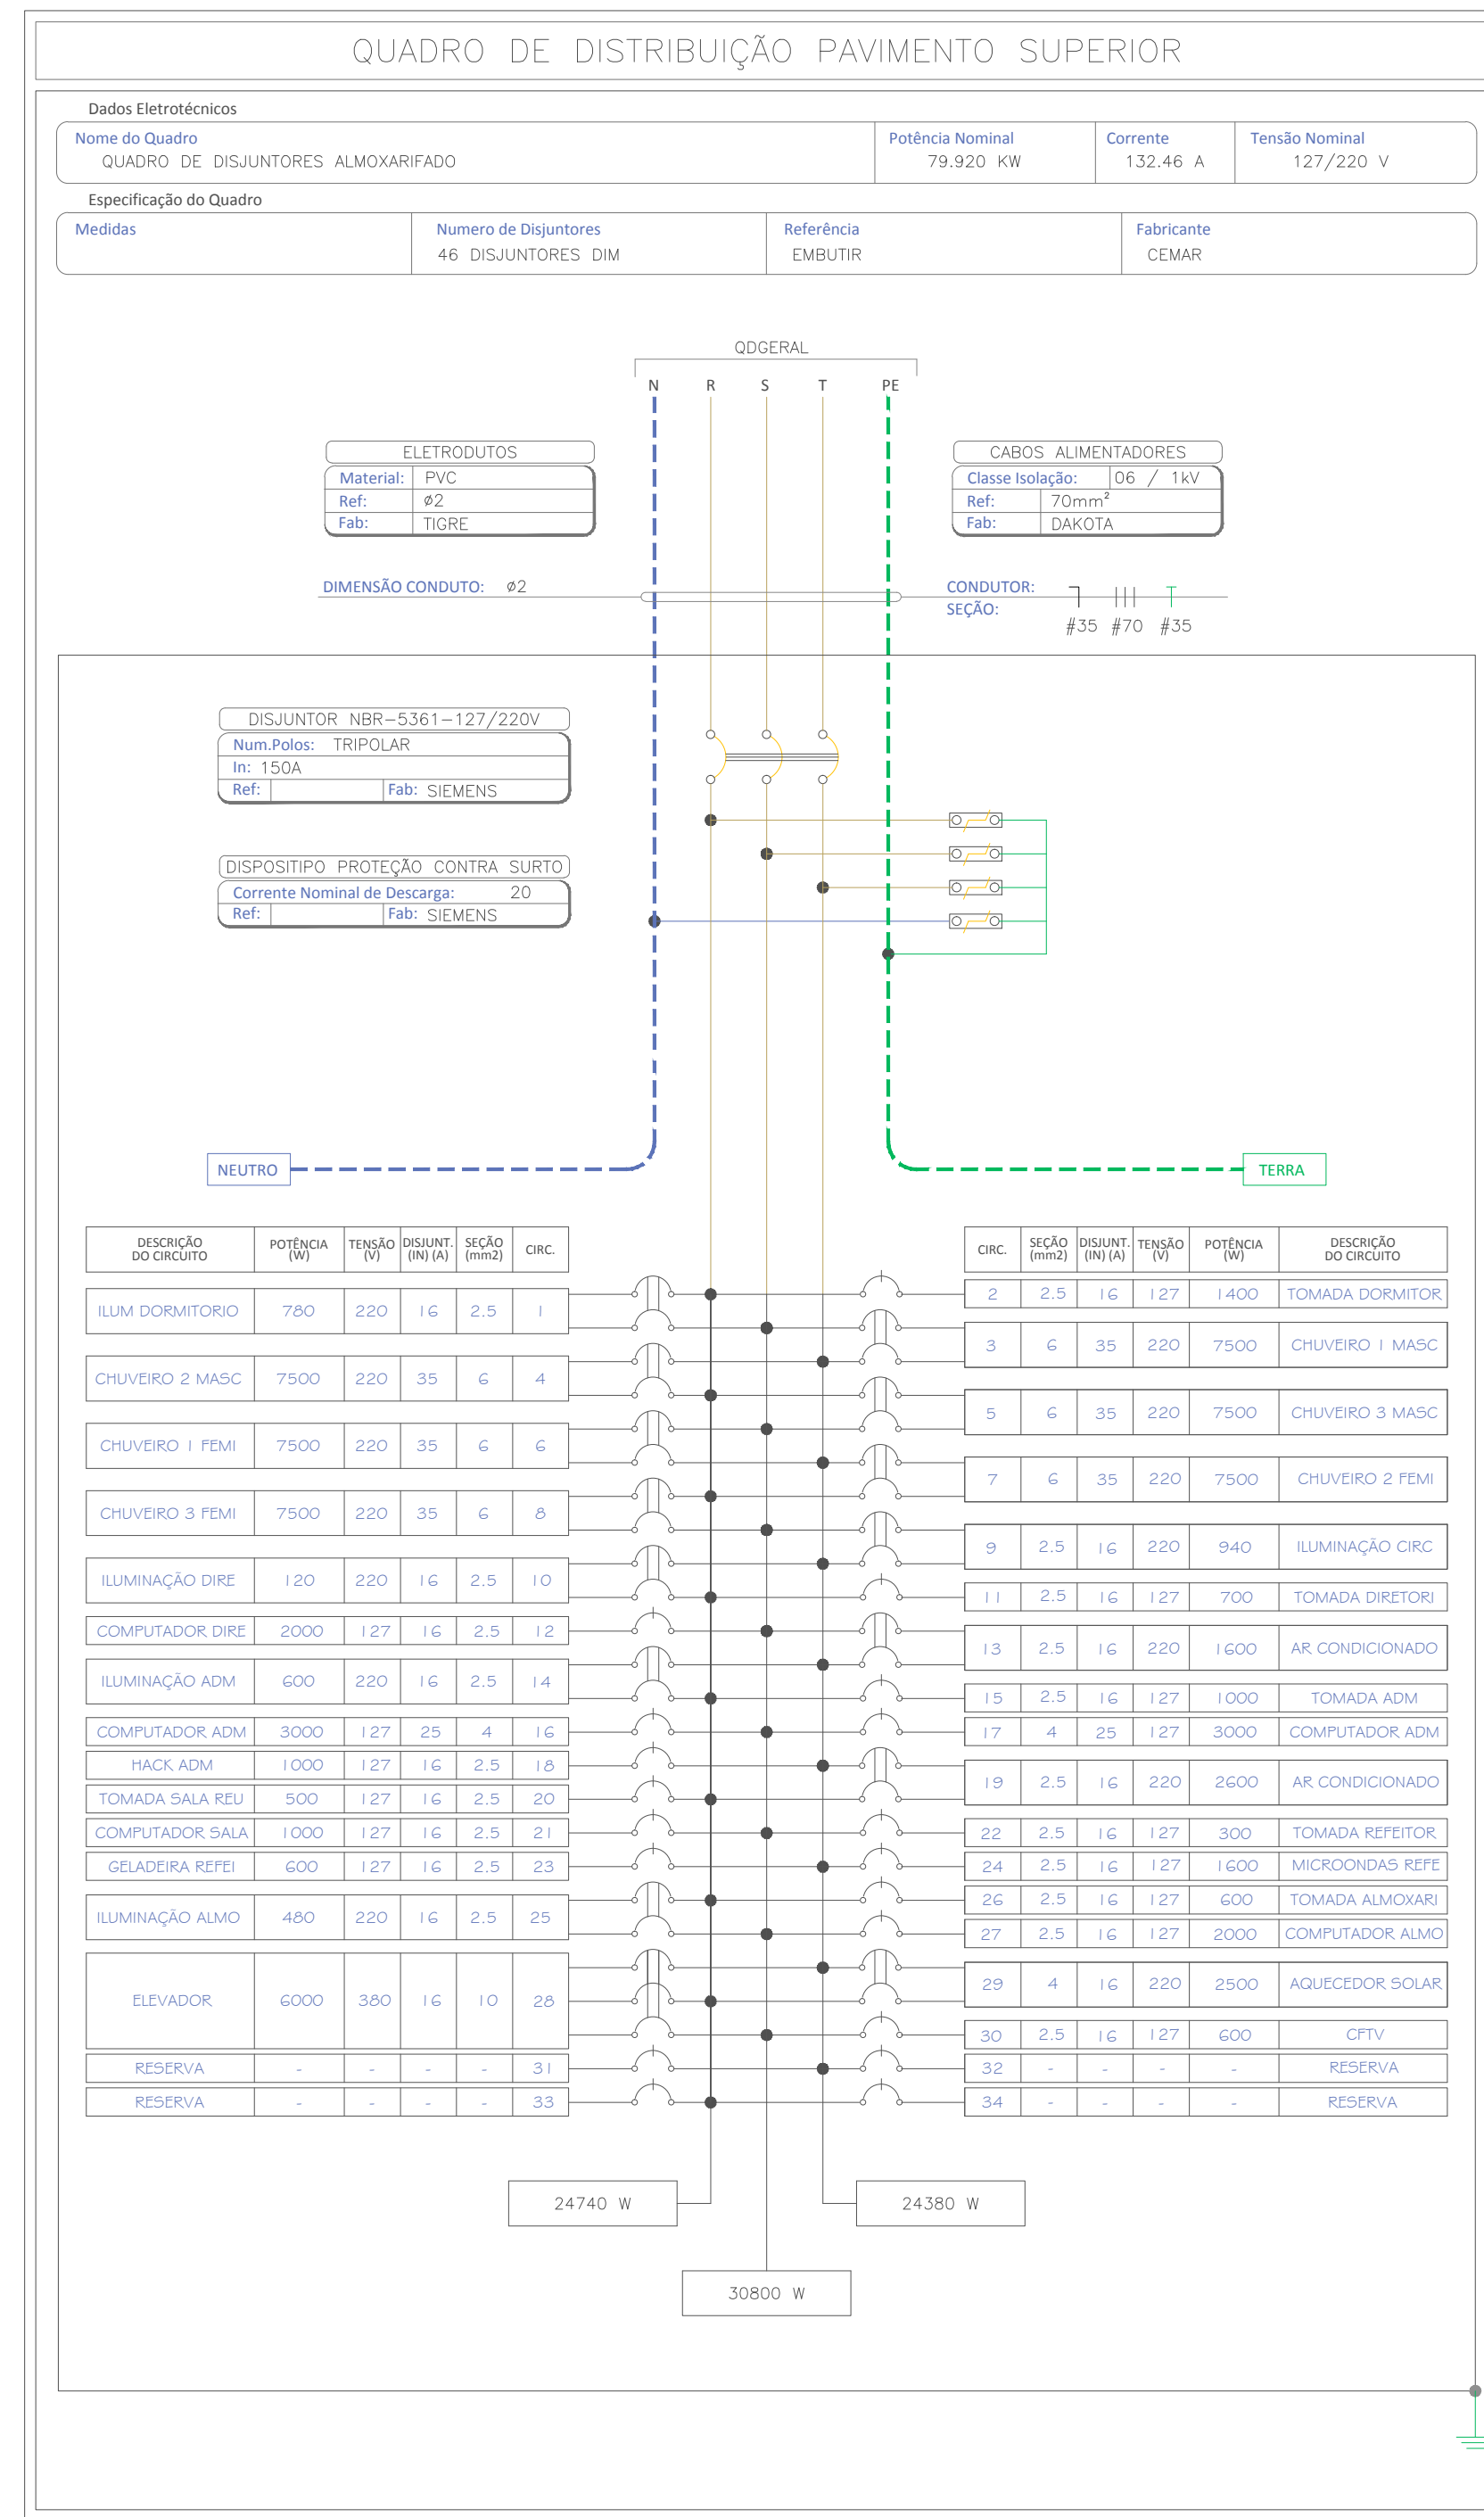 QUADRO DE DISTRIBUIÇÃO PAVIMENTO SUPERIOR
Dados Eletrotécnicos
Nome do Quadro Potência Nominal Corrente Tensão Nominal
QUADRO DE DISJUNTORES ALMOXARIFADO 79.920 KW 132.46 A 127/220 V
Especificação do Quadro
Medidas Numero de Disjuntores Referência Fabricante
46 DISJUNTORES DIM EMBUTIR CEMAR
QDGERAL
N R S T PE
ELETRODUTOS
Material: PVC
Ref: ø2
Fab: TIGRE
CABOS ALIMENTADORES
Classe Isolação: 06 / 1kV
Ref: 70mm²
Fab: DAKOTA
DIMENSÃO CONDUTO: ø2
CONDUTOR:
SEÇÃO:
#35 #70 #35
DISJUNTOR NBR-5361-127/220V
Num.Polos: TRIPOLAR
In: 150A
Ref: Fab: SIEMENS
DISPOSITIPO PROTEÇÃO CONTRA SURTO
Corrente Nominal de Descarga: 20
Ref: Fab: SIEMENS
NEUTRO
TERRA
DESCRIÇÃO DO CIRCUITO POTÊNCIA (W) TENSÃO (V) DISJUNT. (IN) (A) SEÇÃO (mm2) CIRC.
ILUM DORMITORIO 780 220 16 2.5 1
CHUVEIRO 2 MASC 7500 220 35 6 4
CHUVEIRO 1 FEMI 7500 220 35 6 6
CHUVEIRO 3 FEMI 7500 220 35 6 8
ILUMINAÇÃO DIRE 120 220 16 2.5 10
COMPUTADOR DIRE 2000 127 16 2.5 12
ILUMINAÇÃO ADM 600 220 16 2.5 14
COMPUTADOR ADM 3000 127 25 4 16
HACK ADM 1000 127 16 2.5 18
TOMADA SALA REU 500 127 16 2.5 20
COMPUTADOR SALA 1000 127 16 2.5 21
GELADEIRA REFEI 600 127 16 2.5 23
ILUMINAÇÃO ALMO 480 220 16 2.5 25
ELEVADOR 6000 380 16 10 28
RESERVA - - - - 31
RESERVA - - - - 33
CIRC. SEÇÃO (mm2) DISJUNT. (IN) (A) TENSÃO (V) POTÊNCIA (W) DESCRIÇÃO DO CIRCUITO
2 2.5 16 127 1400 TOMADA DORMITOR
3 6 35 220 7500 CHUVEIRO 1 MASC
5 6 35 220 7500 CHUVEIRO 3 MASC
7 6 35 220 7500 CHUVEIRO 2 FEMI
9 2.5 16 220 940 ILUMINAÇÃO CIRC
11 2.5 16 127 700 TOMADA DIRETORI
13 2.5 16 220 1600 AR CONDICIONADO
15 2.5 16 127 1000 TOMADA ADM
17 4 25 127 3000 COMPUTADOR ADM
19 2.5 16 220 2600 AR CONDICIONADO
22 2.5 16 127 300 TOMADA REFEITOR
24 2.5 16 127 1600 MICROONDAS REFE
26 2.5 16 127 600 TOMADA ALMOXARI
27 2.5 16 127 2000 COMPUTADOR ALMO
29 4 16 220 2500 AQUECEDOR SOLAR
30 2.5 16 127 600 CFTV
32 - - - - RESERVA
34 - - - - RESERVA
24740 W
24380 W
30800 W